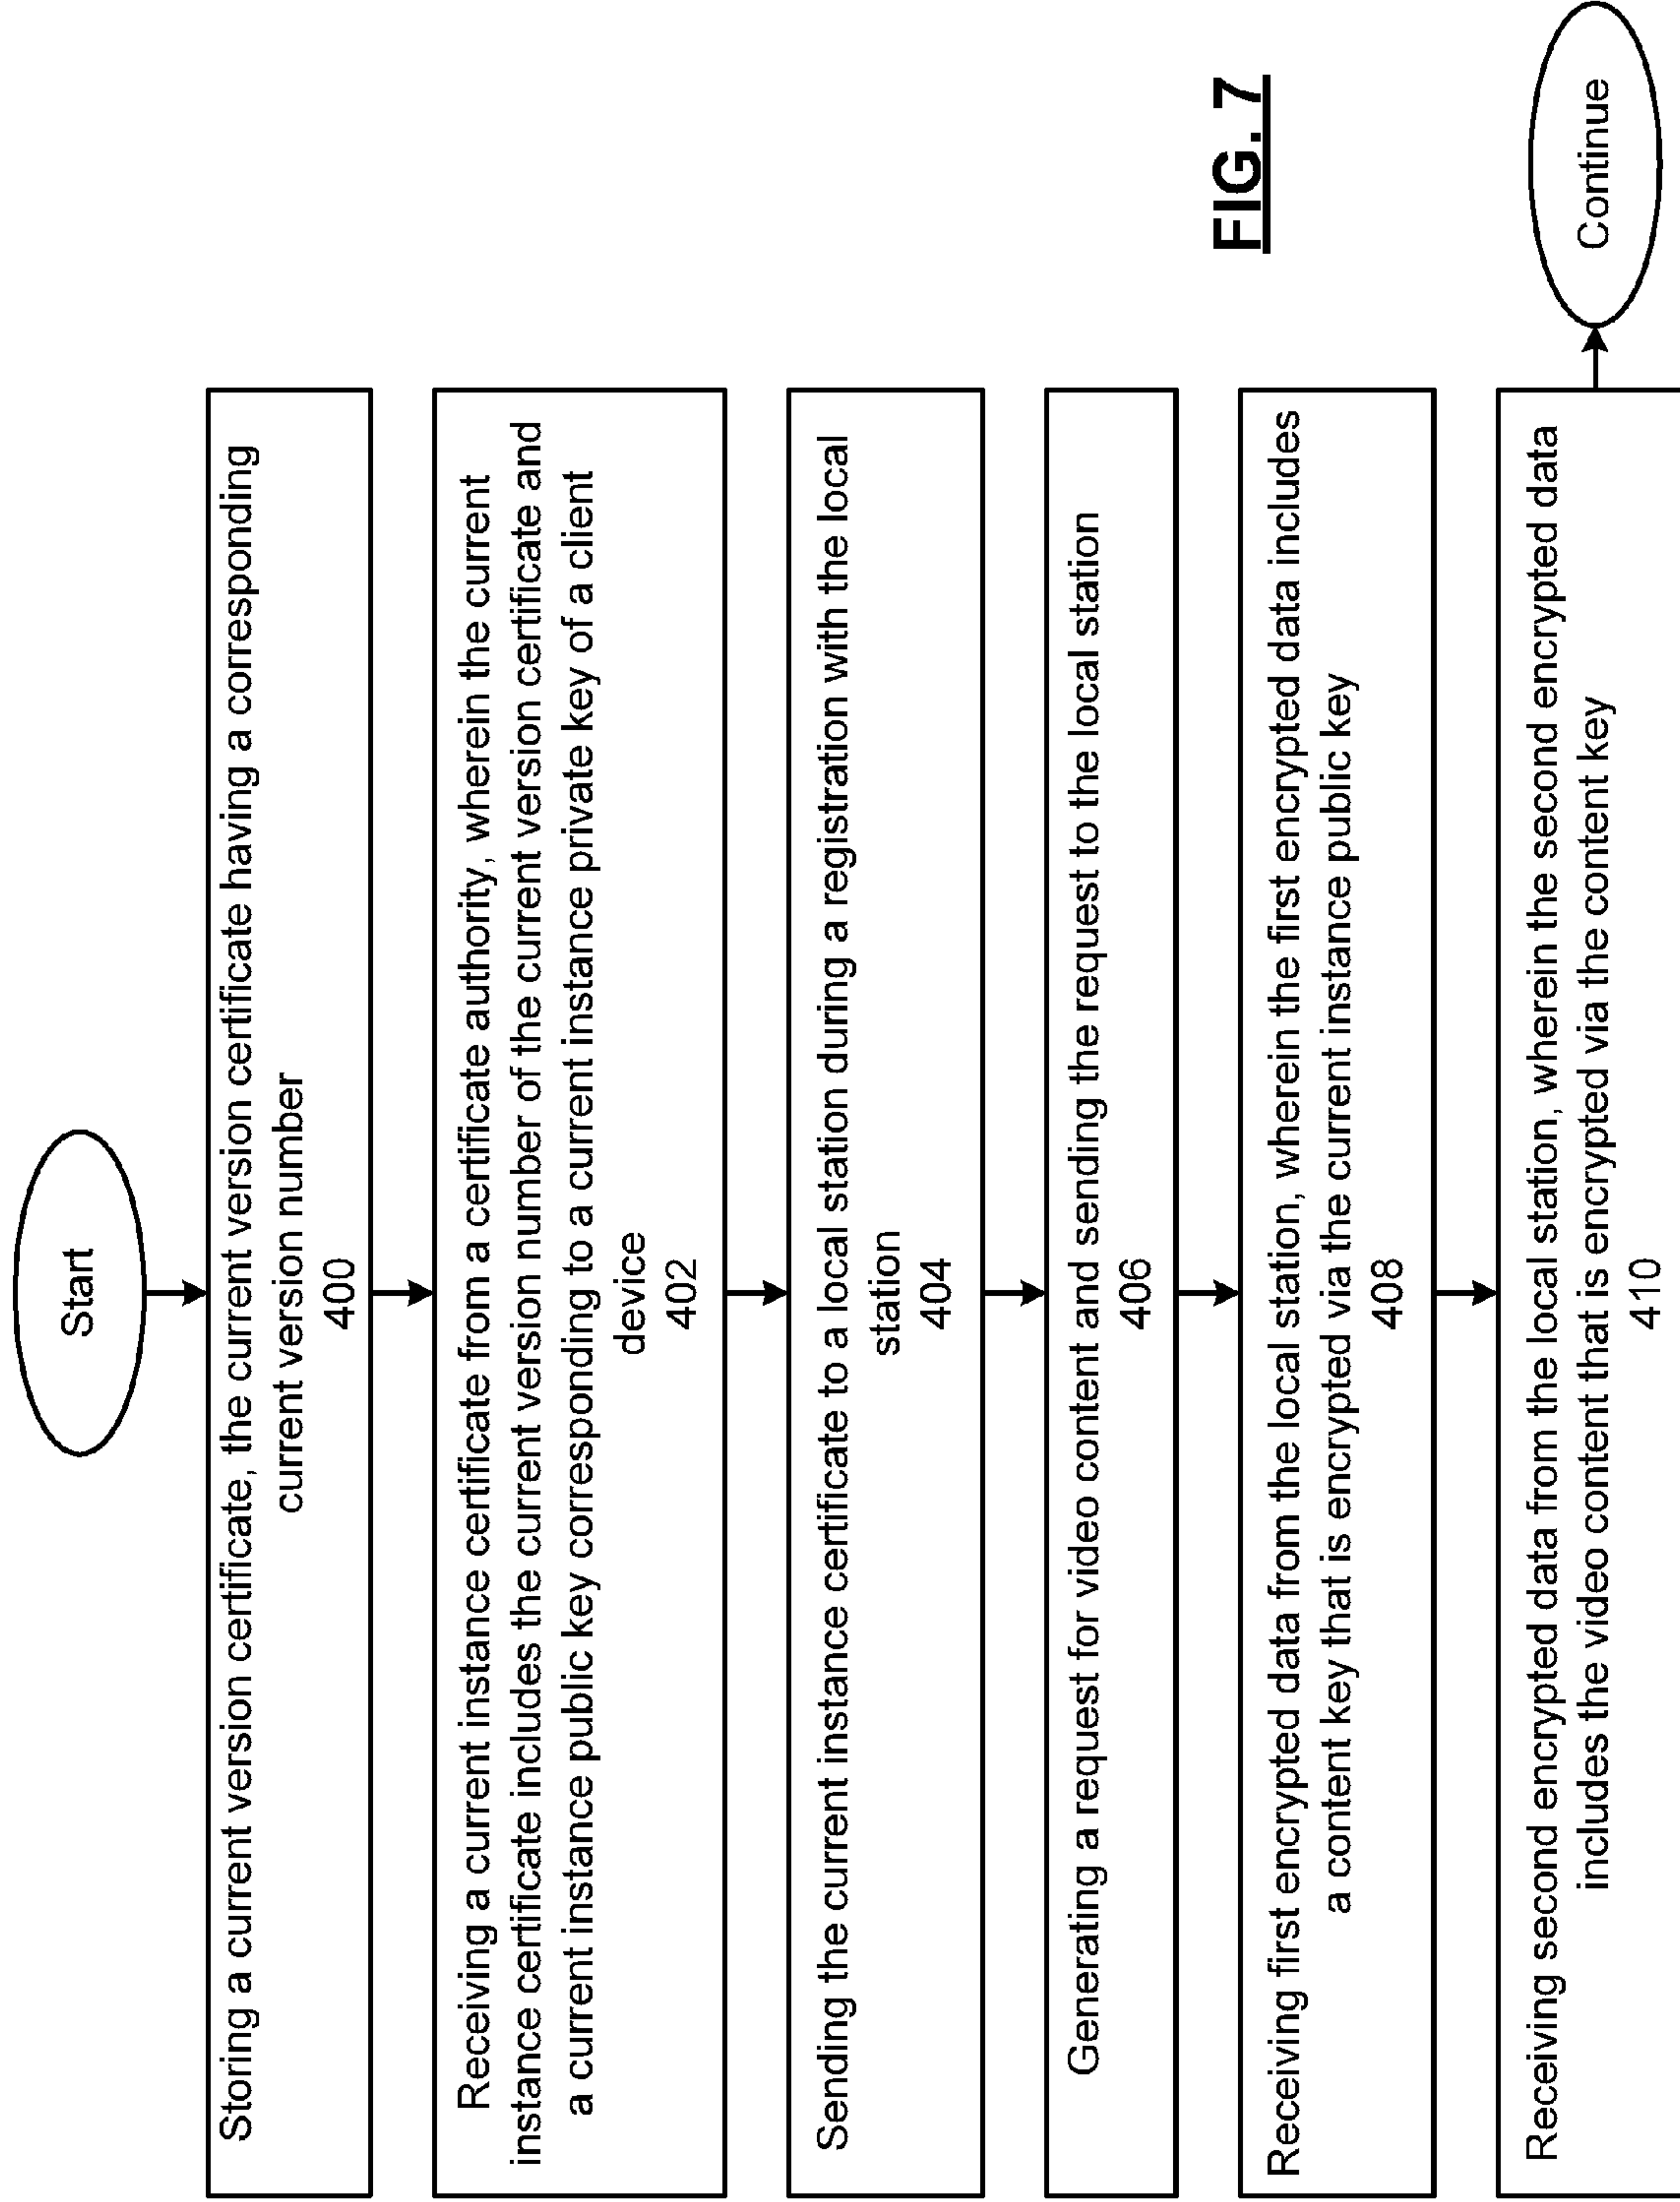 Start
Storing a current version certificate, the current version certificate having a corresponding
current version number
400
Receiving a current instance certificate from a certificate authority, wherein the current
instance certificate includes the current version number of the current version certificate and
a current instance public key corresponding to a current instance private key of a client
device
402
Sending the current instance certificate to a local station during a registration with the local
station
404
Generating a request for video content and sending the request to the local station
406
Receiving first encrypted data from the local station, wherein the first encrypted data includes
a content key that is encrypted via the current instance public key
408
Receiving second encrypted data from the local station, wherein the second encrypted data
includes the video content that is encrypted via the content key
410
Continue
FIG. 7